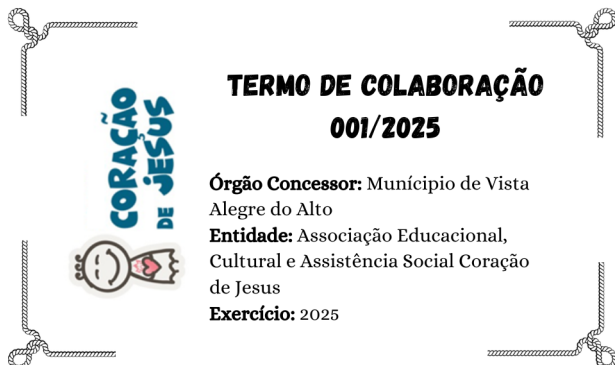 CORAÇÃO
DE JESUS
TERMO DE COLABORAÇÃO
001/2025
Órgão Concessor: Munícipio de Vista
Alegre do Alto
Entidade: Associação Educacional,
Cultural e Assistência Social Coração
de Jesus
Exercício: 2025